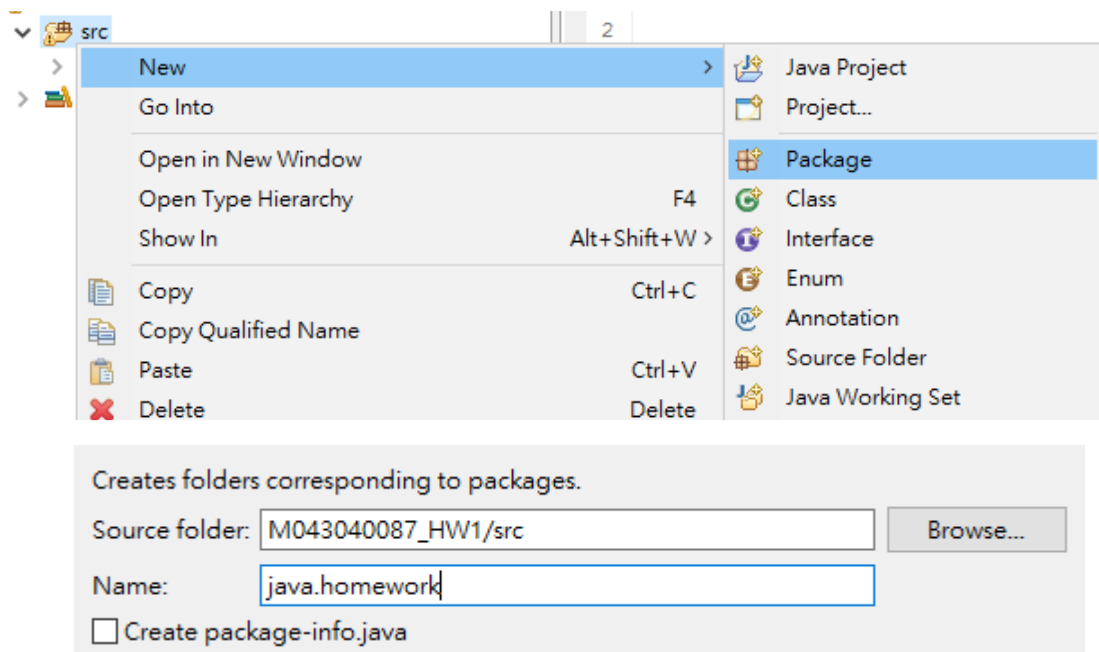 src
2
New
Java Project
Go Into
Project...
Open in New Window
Package
Open Type Hierarchy F4
Class
Show In Alt+Shift+W
Interface
Enum
Copy Ctrl+C
Annotation
Copy Qualified Name
Source Folder
Paste Ctrl+V
Java Working Set
Delete Delete
Creates folders corresponding to packages.
Source folder: M043040087_HW1/src Browse...
Name: java.homework
Create package-info.java